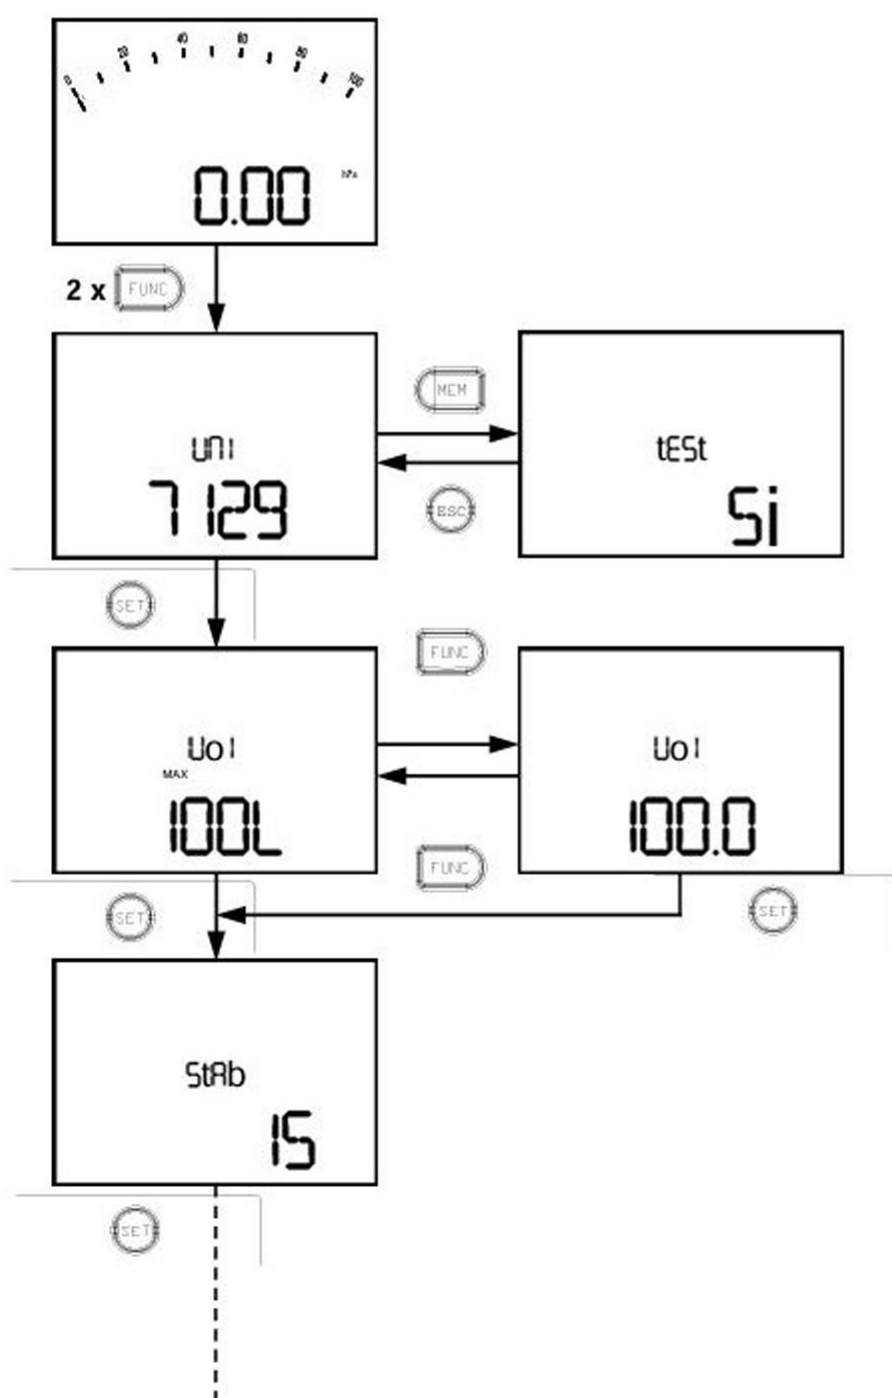 0 20 40 60 80 100
0.00 hPa
2 x FUNC
UNI
7129
MEM
ESC
tESt
Si
SET
FUNC
Vol
MAX
100L
Vol
100.0
FUNC
SET
SET
StAb
15
SET